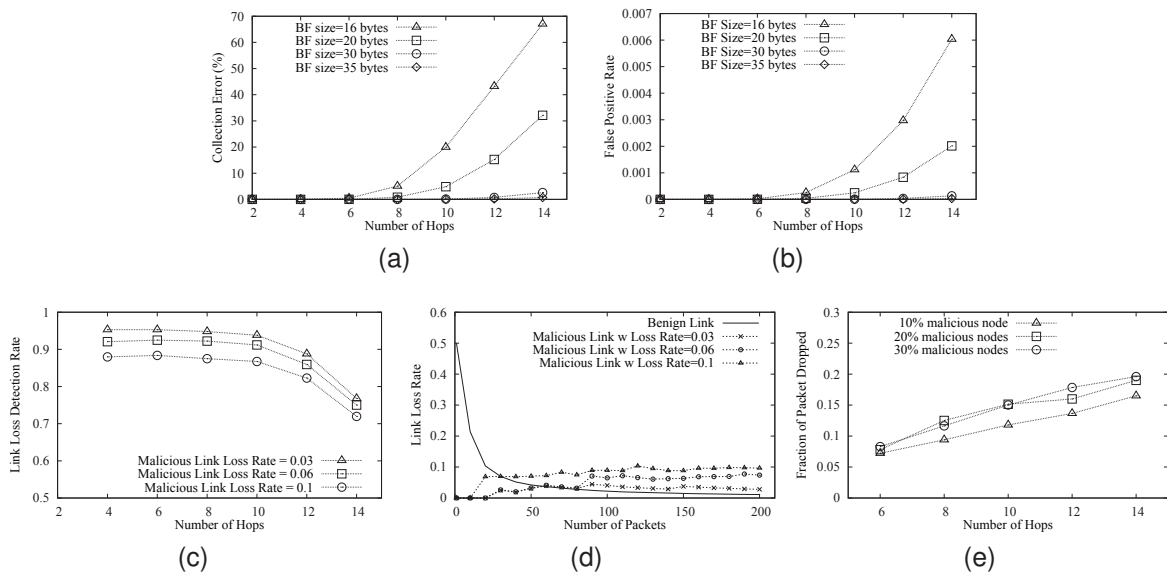 70
60
50
40
30
20
10
0
2 4 6 8 10 12 14
Collection Error (%)
Number of Hops
BF size=16 bytes
BF size=20 bytes
BF size=30 bytes
BF size=35 bytes
(a)
0.007
0.006
0.005
0.004
0.003
0.002
0.001
0
2 4 6 8 10 12 14
False Positive Rate
Number of Hops
BF Size=16 bytes
BF Size=20 bytes
BF Size=30 bytes
BF Size=35 bytes
(b)
1
0.9
0.8
0.7
0.6
0.5
2 4 6 8 10 12 14
Link Loss Detection Rate
Number of Hops
Malicious Link Loss Rate = 0.03
Malicious Link Loss Rate = 0.06
Malicious Link Loss Rate = 0.1
(c)
0.6
0.5
0.4
0.3
0.2
0.1
0
0 50 100 150 200
Link Loss Rate
Number of Packets
Benign Link
Malicious Link w Loss Rate=0.03
Malicious Link w Loss Rate=0.06
Malicious Link w Loss Rate=0.1
(d)
0.3
0.25
0.2
0.15
0.1
0.05
0
6 8 10 12 14
Fraction of Packet Dropped
Number of Hops
10% malicious node
20% malicious nodes
30% malicious nodes
(e)